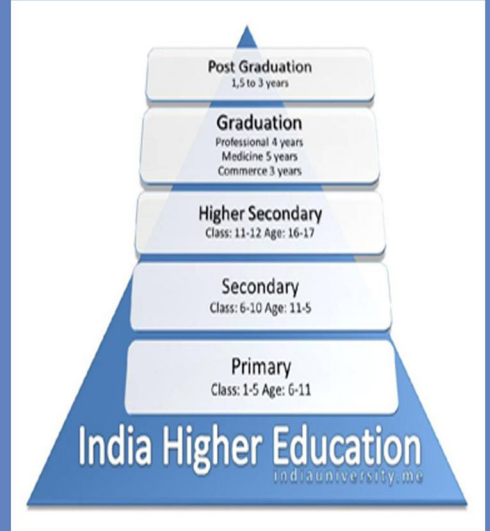 Post Graduation
1,5 to 3 years
Graduation
Professional 4 years
Medicine 5 years
Commerce 3 years
Higher Secondary
Class: 11-12 Age: 16-17
Secondary
Class: 6-10 Age: 11-5
Primary
Class: 1-5 Age: 6-11
India Higher Education
indiauniversity.me